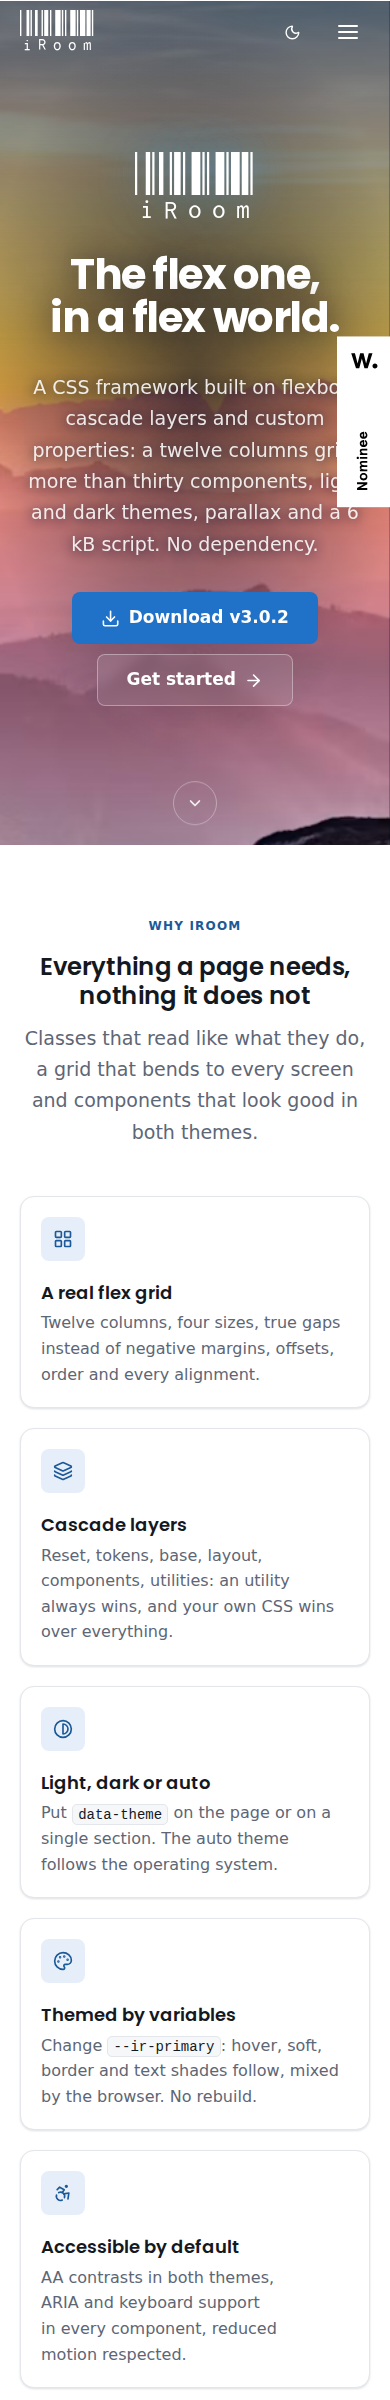 iRoom
iRoom
The flex one,
in a flex world.
A CSS framework built on
cascade layers and custom
properties: a twelve columns
more than thirty components,
and dark themes, parallax and a 6
kB script. No dependency.
W.
Nominee
Download v3.0.2
Get started
WHY IROOM
Everything a page needs,
nothing it does not
Classes that read like what they do,
a grid that bends to every screen
and components that look good in
both themes.
A real flex grid
Twelve columns, four sizes, true gaps
instead of negative margins, offsets,
order and every alignment.
Cascade layers
Reset, tokens, base, layout,
components, utilities: an utility
always wins, and your own CSS wins
over everything.
Light, dark or auto
Put data-theme on the page or on a
single section. The auto theme
follows the operating system.
Themed by variables
Change --ir-primary: hover, soft,
border and text shades follow, mixed
by the browser. No rebuild.
Accessible by default
AA contrasts in both themes,
ARIA and keyboard support
in every component, reduced
motion respected.